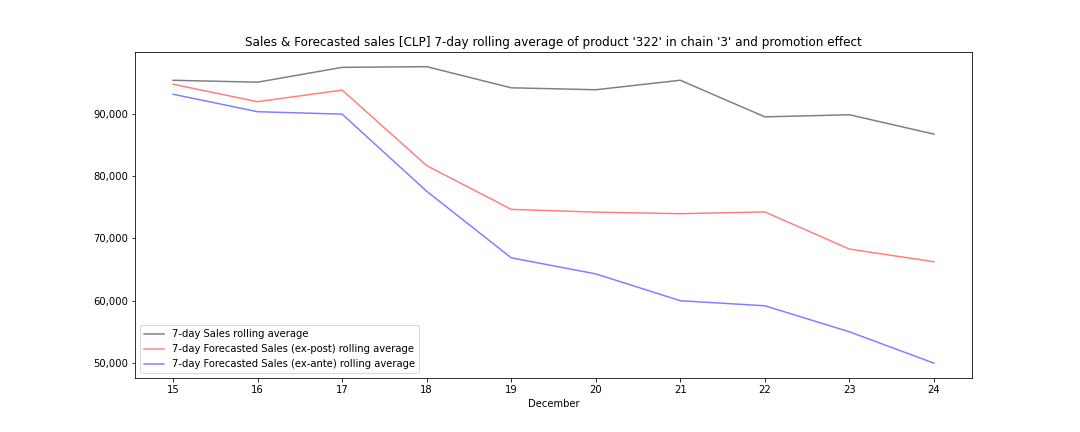 Sales & Forecasted sales [CLP] 7-day rolling average of product '322' in chain '3' and promotion effect
90,000
80,000
70,000
60,000
50,000
7-day Sales rolling average
7-day Forecasted Sales (ex-post) rolling average
7-day Forecasted Sales (ex-ante) rolling average
15 16 17 18 19 20 21 22 23 24
December